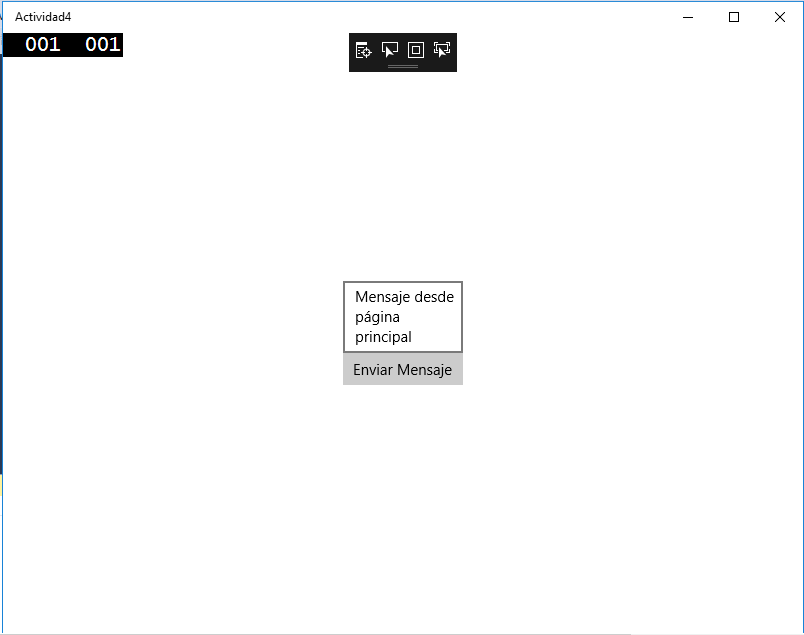 Actividad4
001 001
Mensaje desde
página
principal
Enviar Mensaje